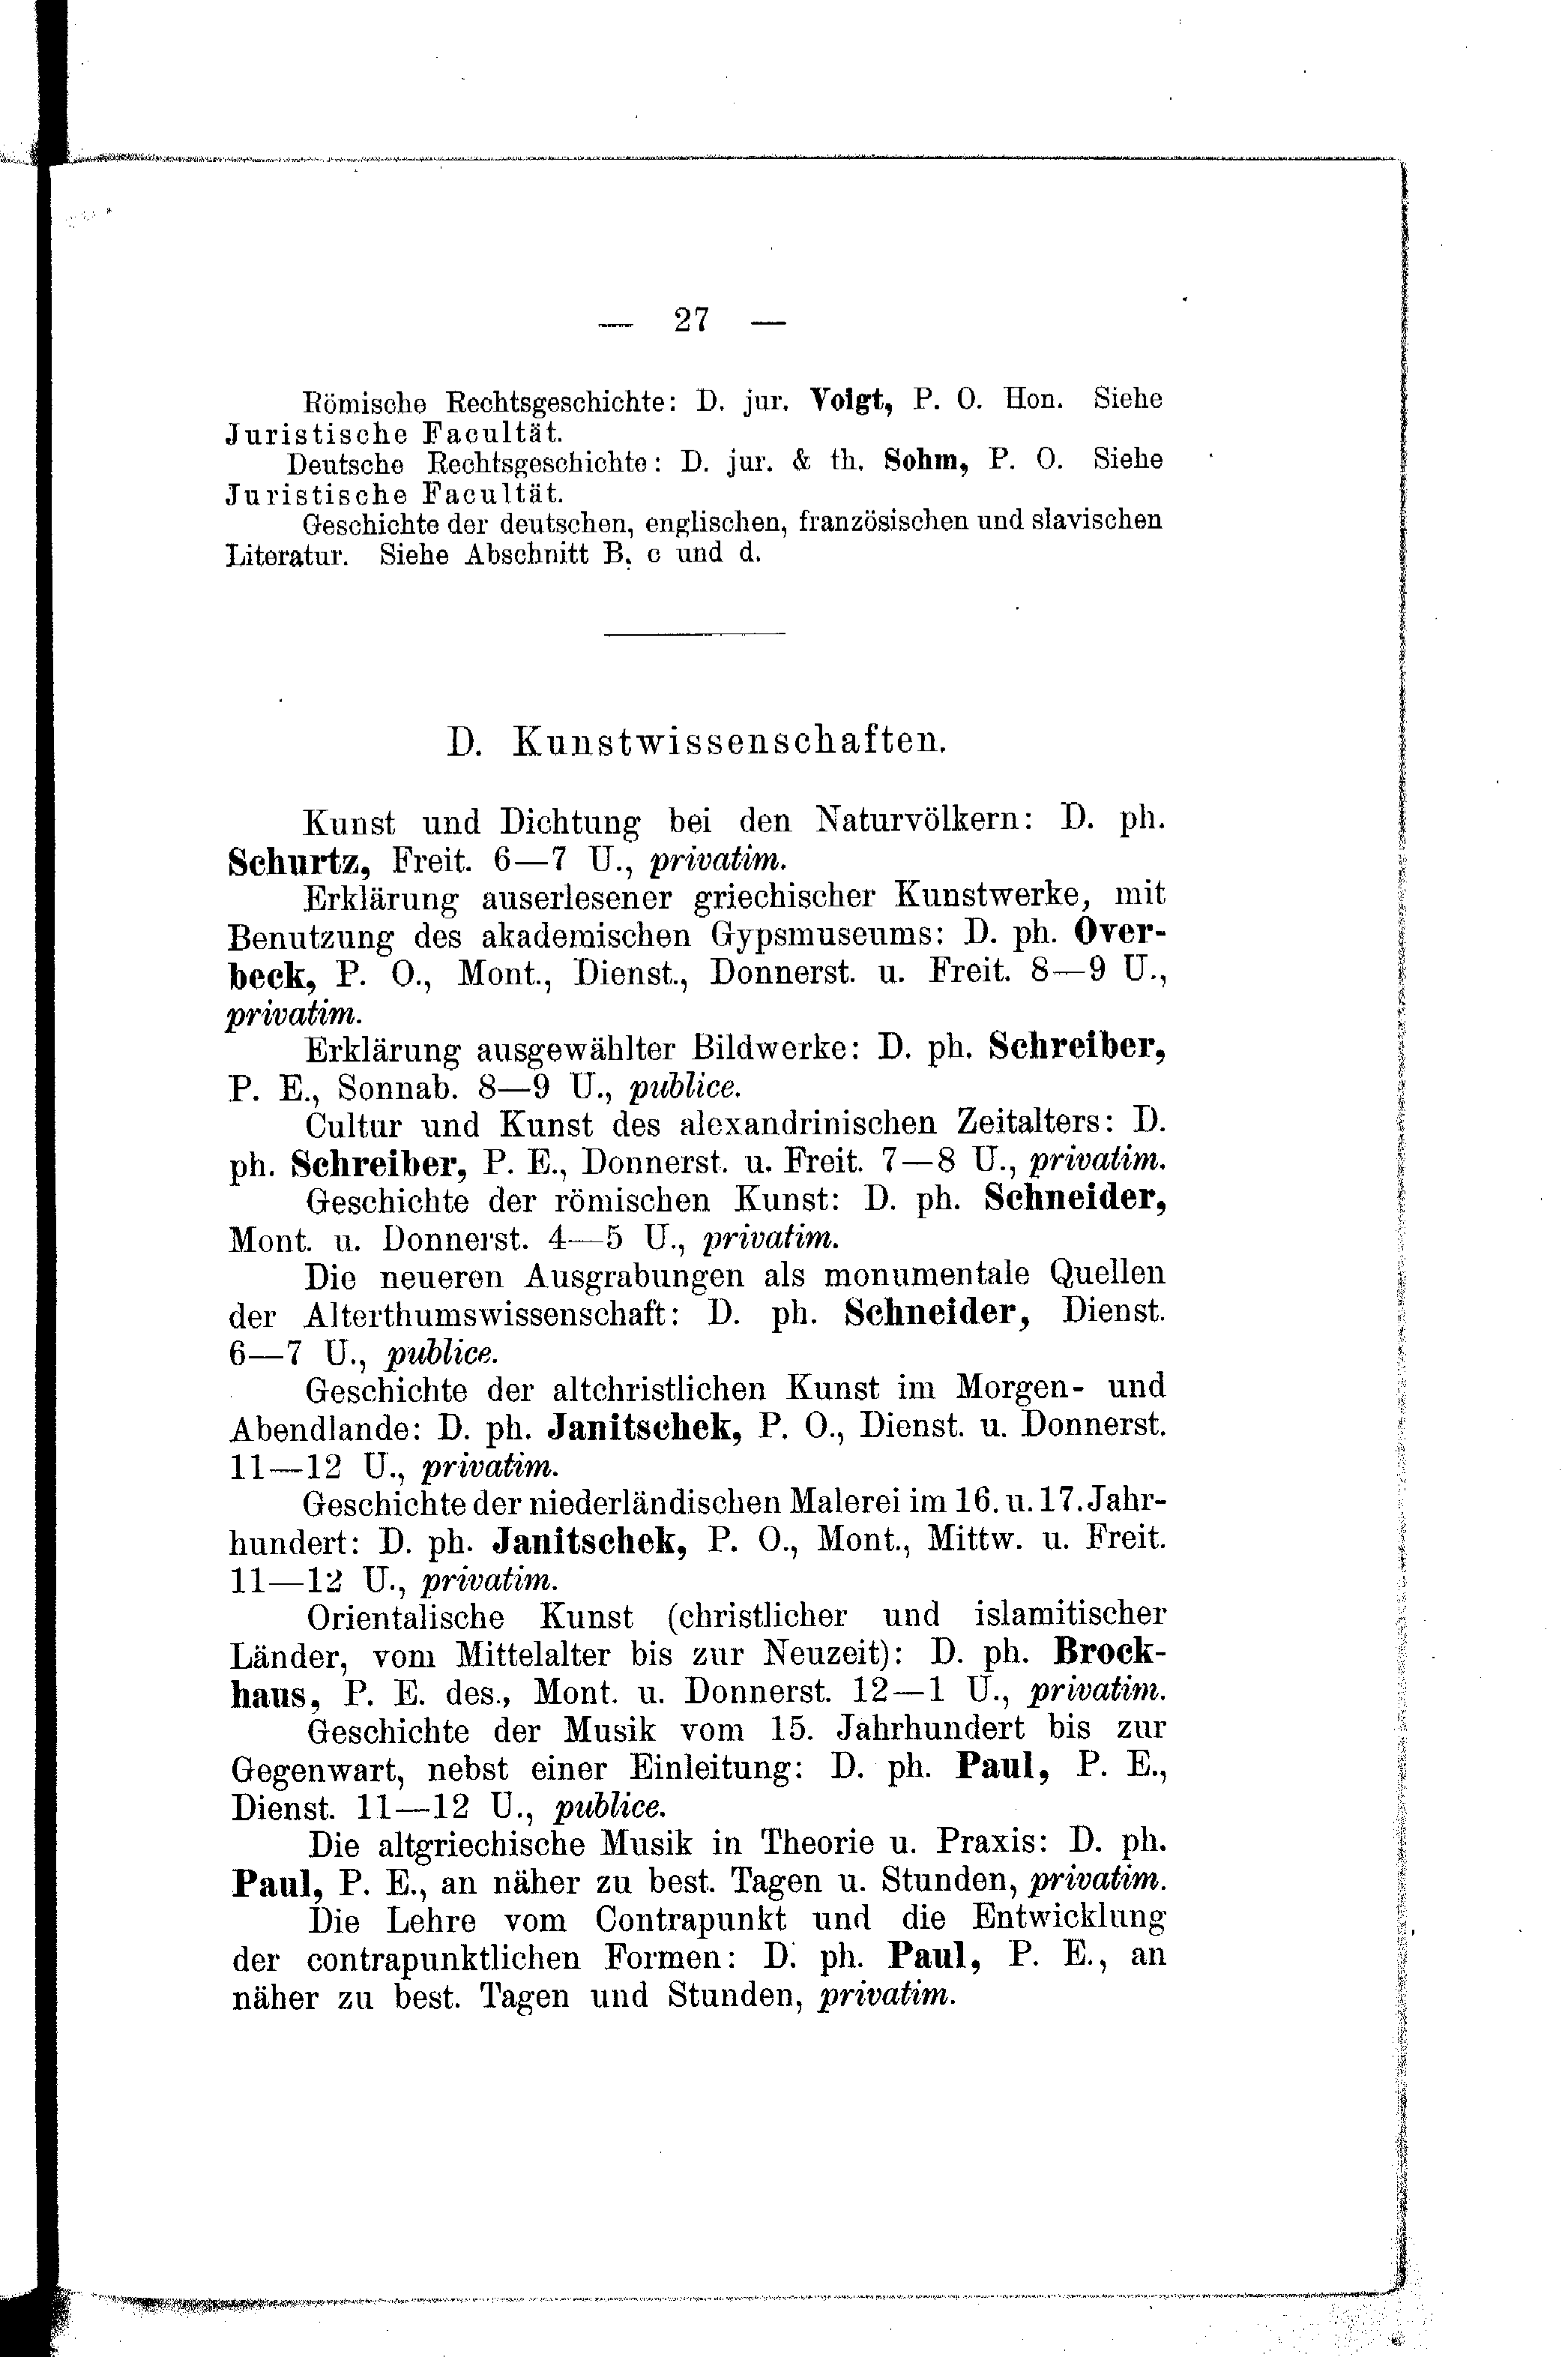 — 27 —
Römische Rechtsgeschichte: D. jur. Voigt, P. O. Hon. Siehe
Juristische Facultät.
Deutsche Rechtsgeschichte: D. jur. & th. Sohm, P. O. Siehe
Juristische Facultät.
Geschichte der deutschen, englischen, französischen und slavischen
Literatur. Siehe Abschnitt B. c und d.
D. Kunstwissenschaften.
Kunst und Dichtung bei den Naturvölkern: D. ph.
Schurtz, Freit. 6—7 U., privatim.
Erklärung auserlesener griechischer Kunstwerke, mit
Benutzung des akademischen Gypsmuseums: D. ph. Over-
beck, P. O., Mont., Dienst., Donnerst. u. Freit. 8—9 U.,
privatim.
Erklärung ausgewählter Bildwerke: D. ph. Schreiber,
P. E., Sonnab. 8—9 U., publice.
Cultur und Kunst des alexandrinischen Zeitalters: D.
ph. Schreiber, P. E., Donnerst. u. Freit. 7—8 U., privatim.
Geschichte der römischen Kunst: D. ph. Schneider,
Mont. u. Donnerst. 4—5 U., privatim.
Die neueren Ausgrabungen als monumentale Quellen
der Alterthumswissenschaft: D. ph. Schneider, Dienst.
6—7 U., publice.
Geschichte der altchristlichen Kunst im Morgen- und
Abendlande: D. ph. Janitschek, P. O., Dienst. u. Donnerst.
11—12 U., privatim.
Geschichte der niederländischen Malerei im 16. u. 17. Jahr-
hundert: D. ph. Janitschek, P. O., Mont., Mittw. u. Freit.
11—12 U., privatim.
Orientalische Kunst (christlicher und islamitischer
Länder, vom Mittelalter bis zur Neuzeit): D. ph. Brock-
haus, P. E. des., Mont. u. Donnerst. 12—1 U., privatim.
Geschichte der Musik vom 15. Jahrhundert bis zur
Gegenwart, nebst einer Einleitung: D. ph. Paul, P. E.,
Dienst. 11—12 U., publice.
Die altgriechische Musik in Theorie u. Praxis: D. ph.
Paul, P. E., an näher zu best. Tagen u. Stunden, privatim.
Die Lehre vom Contrapunkt und die Entwicklung
der contrapunktlichen Formen: D. ph. Paul, P. E., an
näher zu best. Tagen und Stunden, privatim.